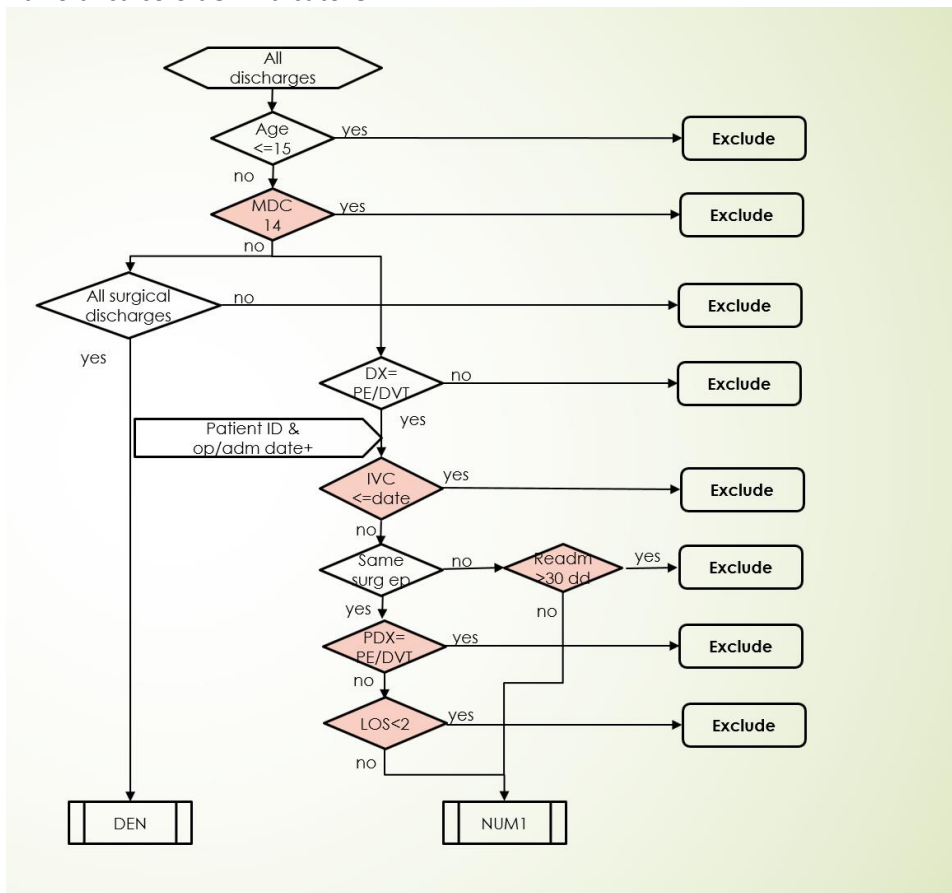 All
discharges
Age
<=15
yes
Exclude
no
MDC
14
yes
Exclude
no
All surgical
discharges
no
Exclude
yes
DX=
PE/DVT
no
Exclude
yes
Patient ID &
op/adm date+
IVC
<=date
yes
Exclude
no
Same
surg ep
no
Readm
>30 dd
yes
Exclude
yes
no
PDX=
PE/DVT
yes
Exclude
no
LOS<2
yes
Exclude
no
DEN
NUM1